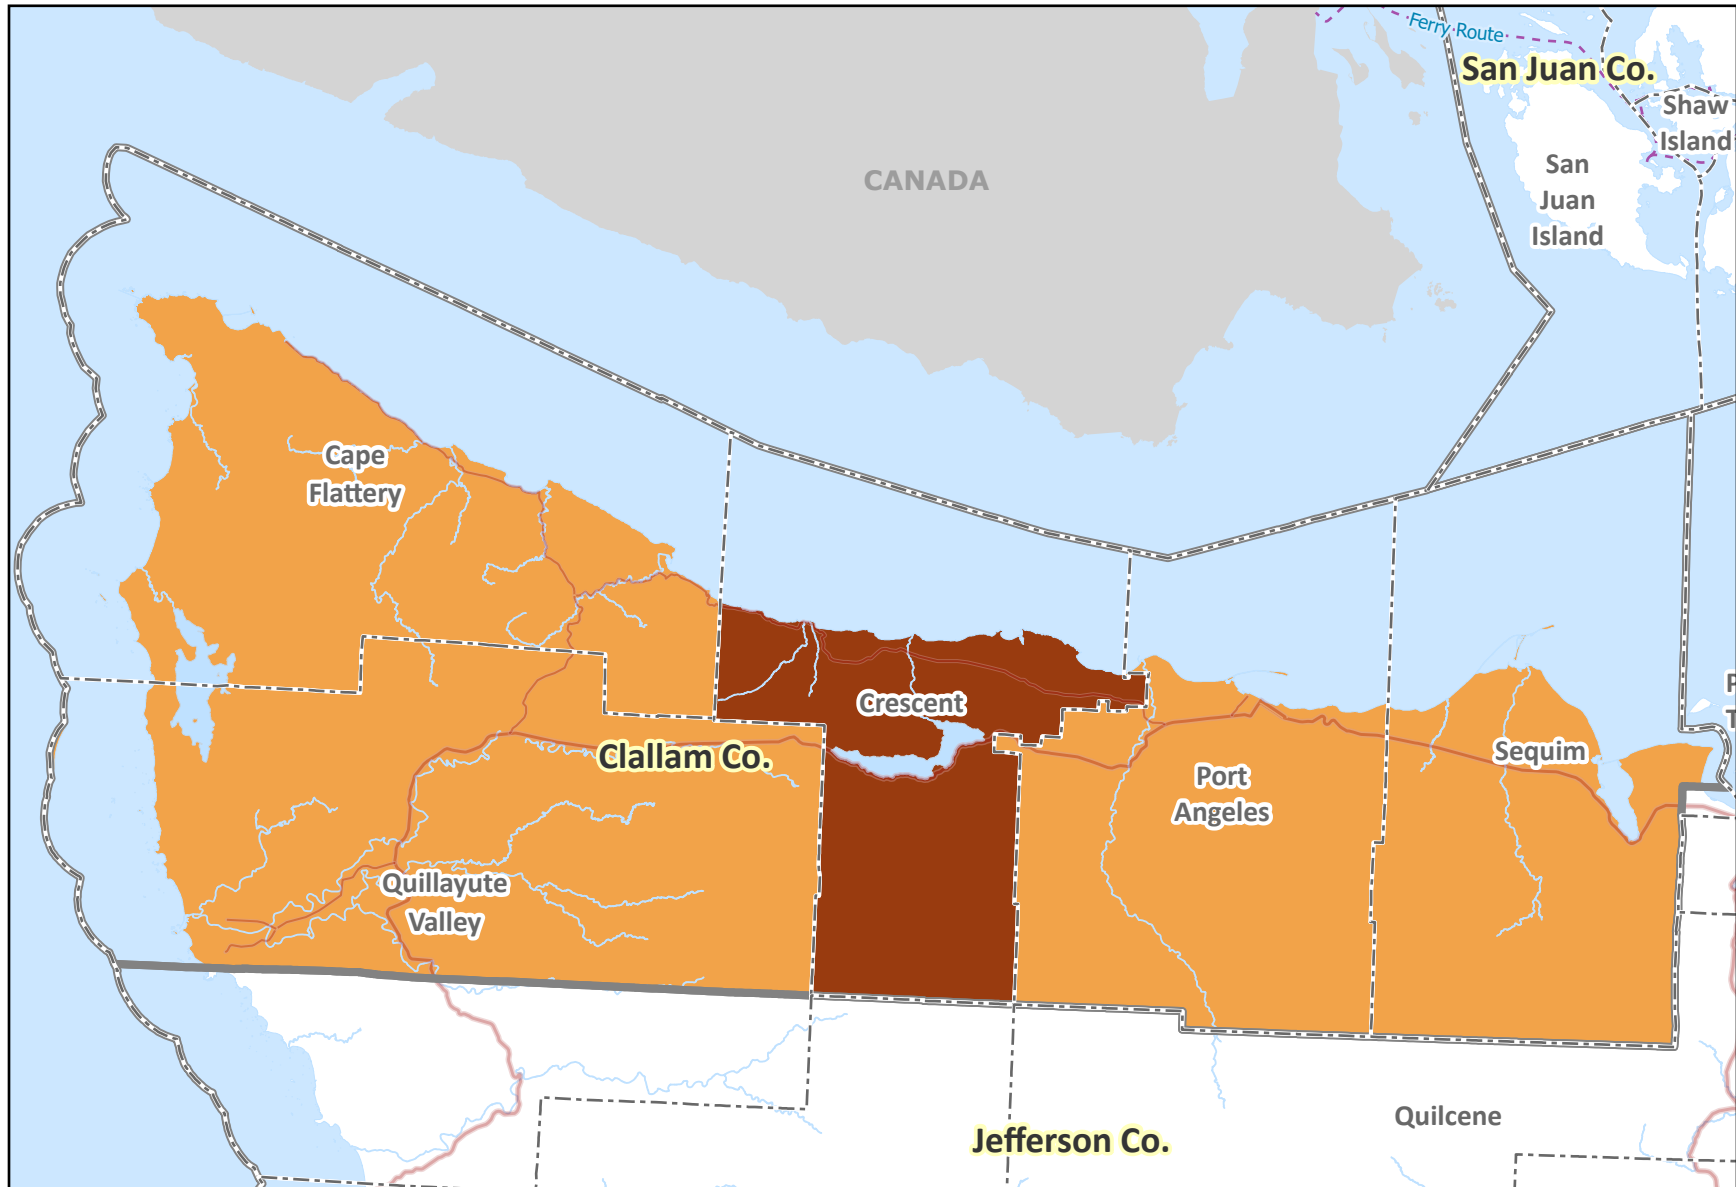 Ferry Route
San Juan Co.
Shaw
Island
San
Juan
Island
CANADA
Cape
Flattery
Crescent
Clallam Co.
Port
Angeles
Sequim
P
T
Quillayute
Valley
Quilcene
Jefferson Co.